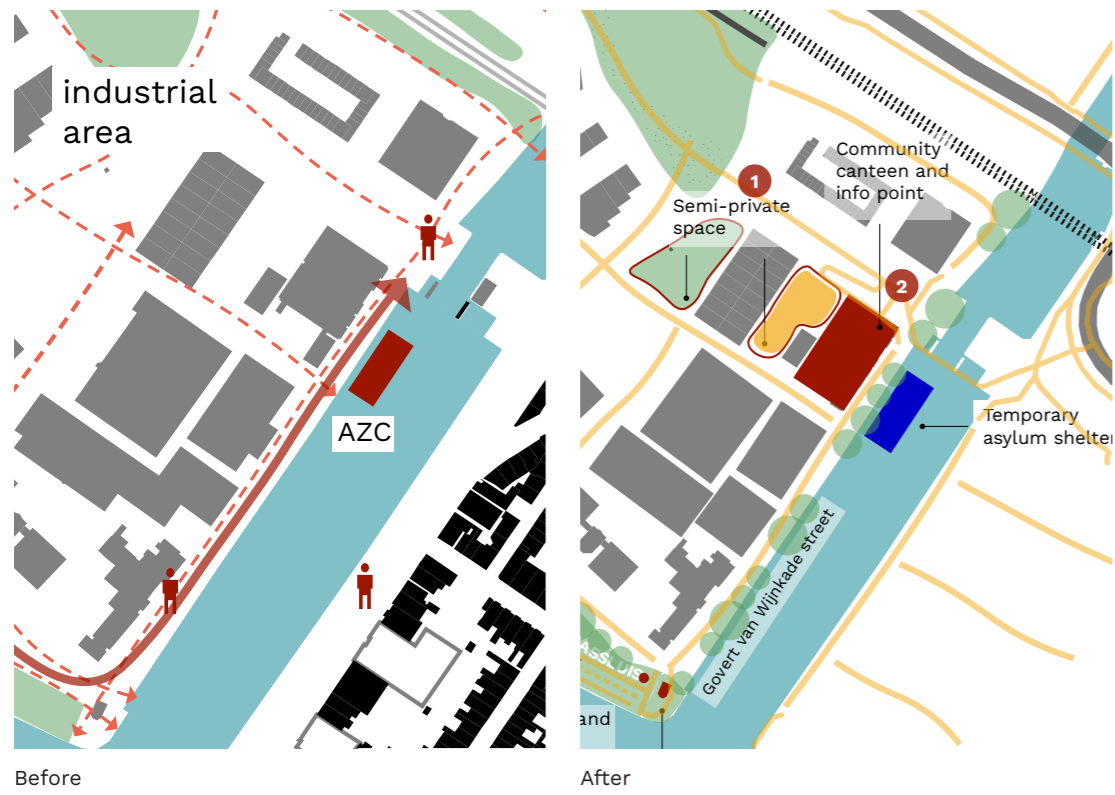 industrial
area
AZC
Before
Community
canteen and
info point
1
Semi-private
space
2
Temporary
asylum shelter
Govert van Wijnkade street
and
After